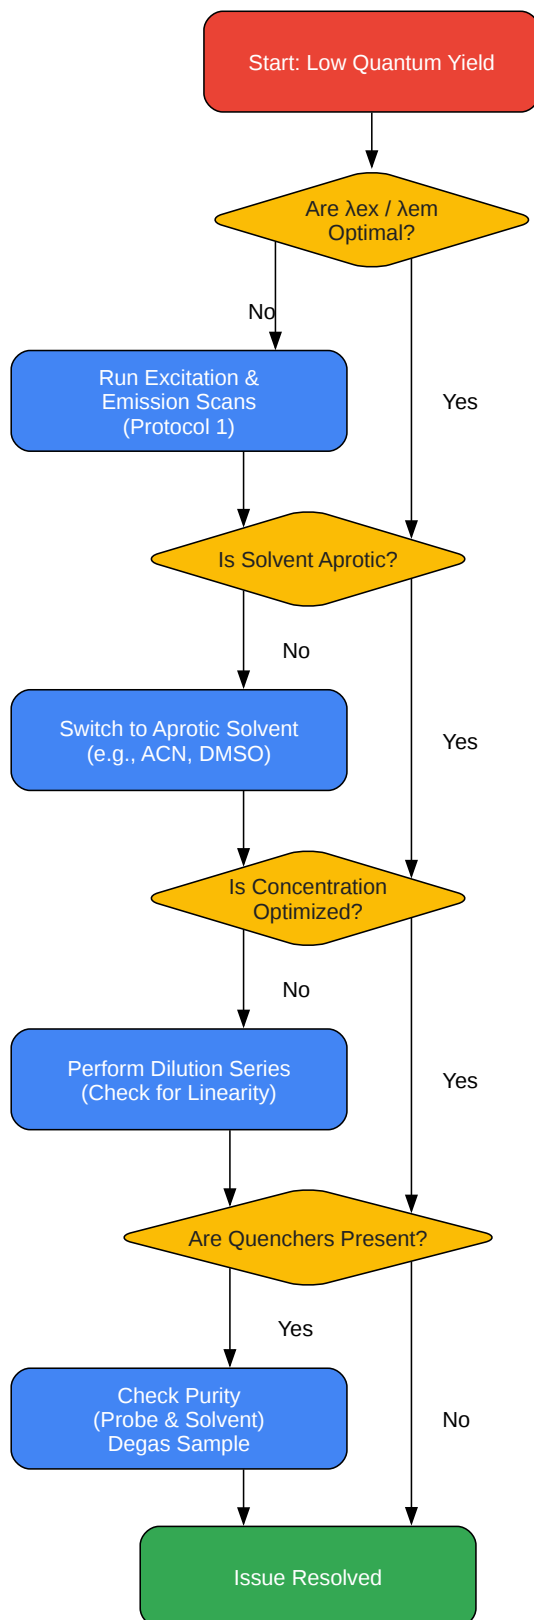 Start: Low Quantum Yield
Are λex / λem
Optimal?
No
Run Excitation &
Emission Scans
(Protocol 1)
Yes
Is Solvent Aprotic?
No
Switch to Aprotic Solvent
(e.g., ACN, DMSO)
Yes
Is Concentration
Optimized?
No
Perform Dilution Series
(Check for Linearity)
Yes
Are Quenchers Present?
Yes
Check Purity
(Probe & Solvent)
Degas Sample
No
Issue Resolved